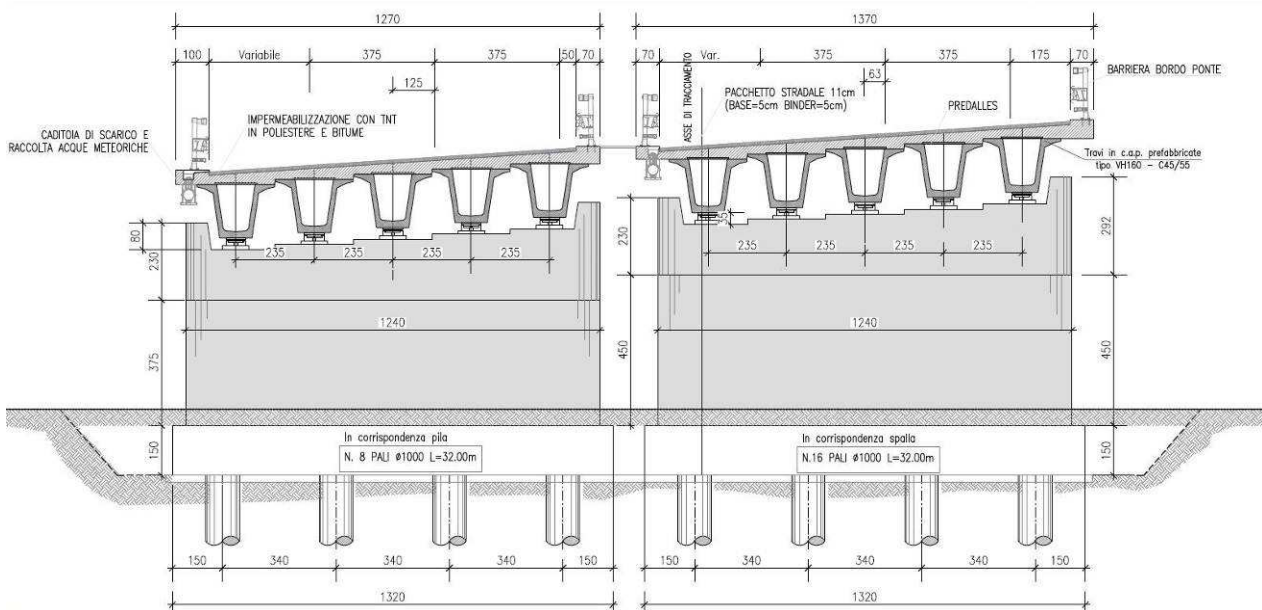 1270
1370
100
Variabile
375
375
50
70
70
Var.
375
375
175
70
125
63
BARRIERA BORDO PONTE
ASSE DI TRACCIAMENTO
PACCHETTO STRADALE 11cm
(BASE=5cm BINDER=5cm)
PREDALLES
IMPERMEABILIZZAZIONE CON TNT
IN POLIESTERE E BITUME
CADITOIA DI SCARICO E
RACCOLTA ACQUE METEORICHE
Travi in c.a.p. prefabbricate
tipo VH160 - C45/55
80
230
235
235
235
235
230
35
235
235
235
235
292
1240
1240
375
450
450
In corrispondenza pila
N. 8 PALI ø1000 L=32.00m
In corrispondenza spalla
N.16 PALI ø1000 L=32.00m
150
150
150
340
340
340
150
150
340
340
340
150
1320
1320